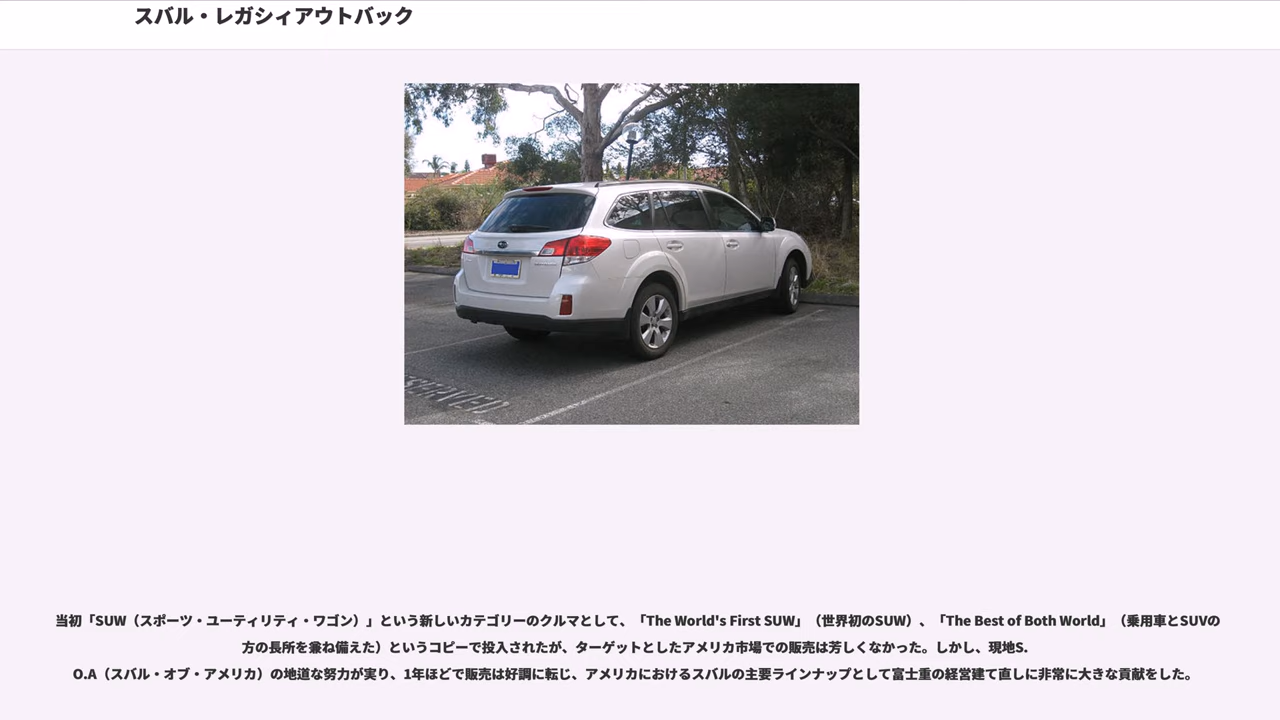 スバル・レガシィアウトバック
RESERVED
当初「SUW（スポーツ・ユーティリティ・ワゴン）」という新しいカテゴリーのクルマとして、「The World's First SUW」（世界初のSUW）、「The Best of Both World」（乗用車とSUVの
方の長所を兼ね備えた）というコピーで投入されたが、ターゲットとしたアメリカ市場での販売は芳しくなかった。しかし、現地S.
O.A（スバル・オブ・アメリカ）の地道な努力が実り、1年ほどで販売は好調に転じ、アメリカにおけるスバルの主要ラインナップとして富士重の経営建て直しに非常に大きな貢献をした。